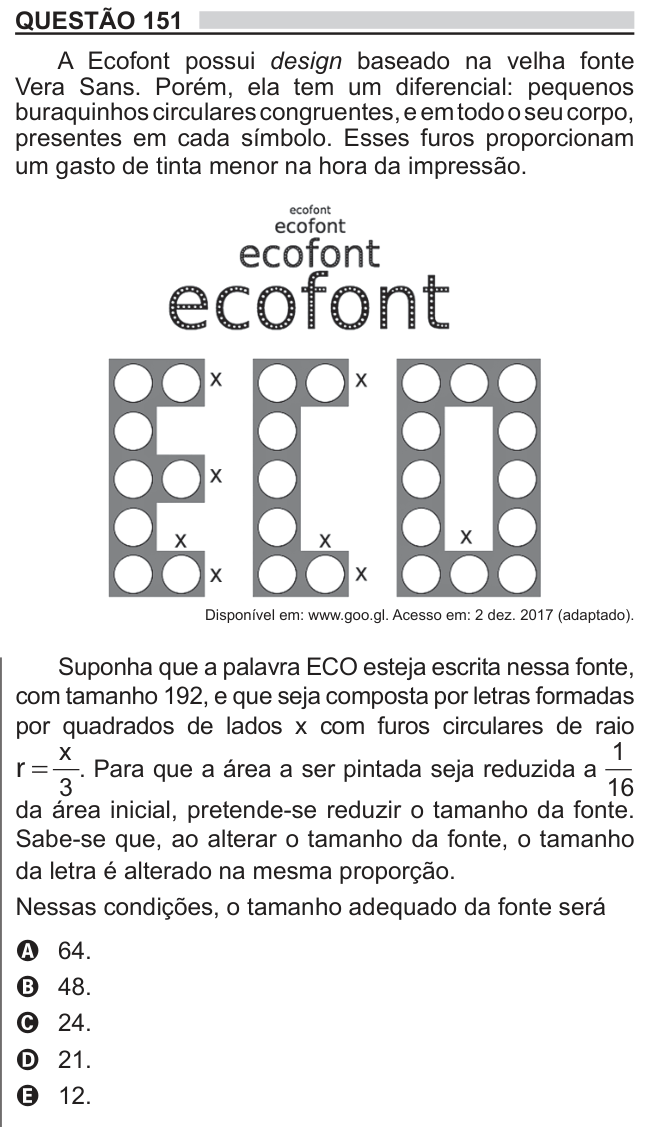 QUESTÃO 151
A Ecofont possui design baseado na velha fonte
Vera Sans. Porém, ela tem um diferencial: pequenos
buraquinhos circulares congruentes, e em todo o seu corpo,
presentes em cada símbolo. Esses furos proporcionam
um gasto de tinta menor na hora da impressão.
ecofont
ecofont
ecofont
ecofont
E C O
x x
x
x x x
x x
Disponível em: www.goo.gl. Acesso em: 2 dez. 2017 (adaptado).
Suponha que a palavra ECO esteja escrita nessa fonte,
com tamanho 192, e que seja composta por letras formadas
por quadrados de lados x com furos circulares de raio
r = x/3. Para que a área a ser pintada seja reduzida a 1/16
da área inicial, pretende-se reduzir o tamanho da fonte.
Sabe-se que, ao alterar o tamanho da fonte, o tamanho
da letra é alterado na mesma proporção.
Nessas condições, o tamanho adequado da fonte será
A 64.
B 48.
C 24.
D 21.
E 12.